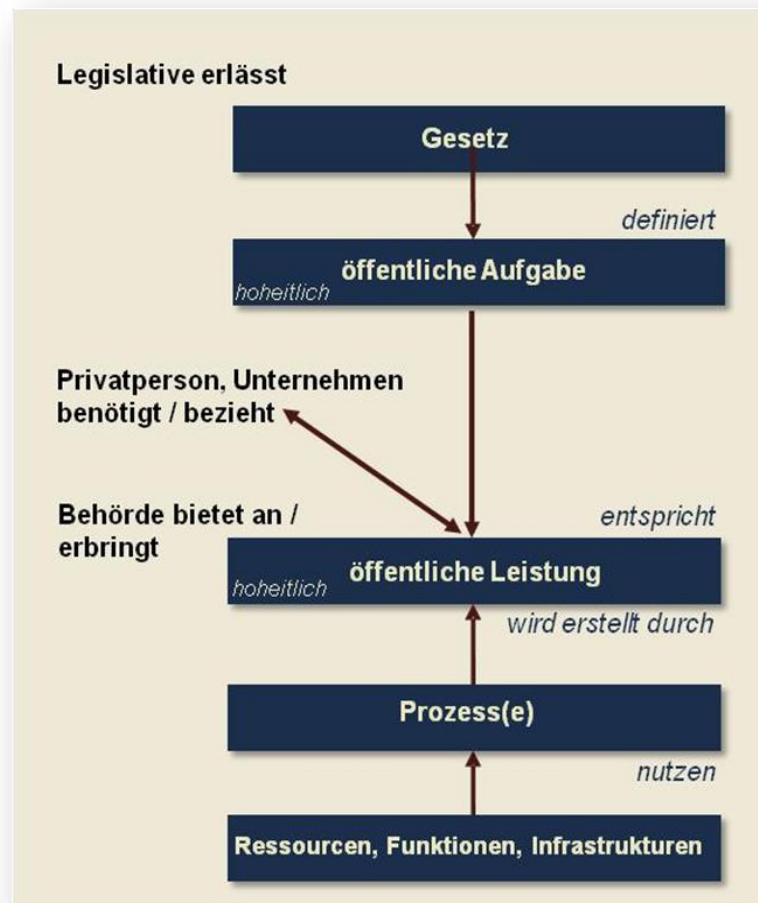 Legislative erlässt
Gesetz
definiert
öffentliche Aufgabe
hoheitlich
Privatperson, Unternehmen
benötigt / bezieht
Behörde bietet an /
erbringt
entspricht
öffentliche Leistung
hoheitlich
wird erstellt durch
Prozess(e)
nutzen
Ressourcen, Funktionen, Infrastrukturen